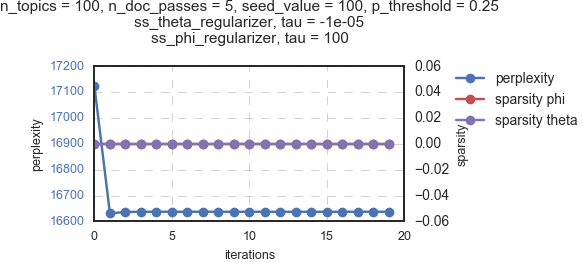 n_topics = 100, n_doc_passes = 5, seed_value = 100, p_threshold = 0.25
ss_theta_regularizer, tau = -1e-05
ss_phi_regularizer, tau = 100
17200
17100
17000
16900
16800
16700
16600
perplexity
0.06
0.04
0.02
0.00
−0.02
−0.04
−0.06
sparsity
perplexity
sparsity phi
sparsity theta
0
5
10
15
20
iterations